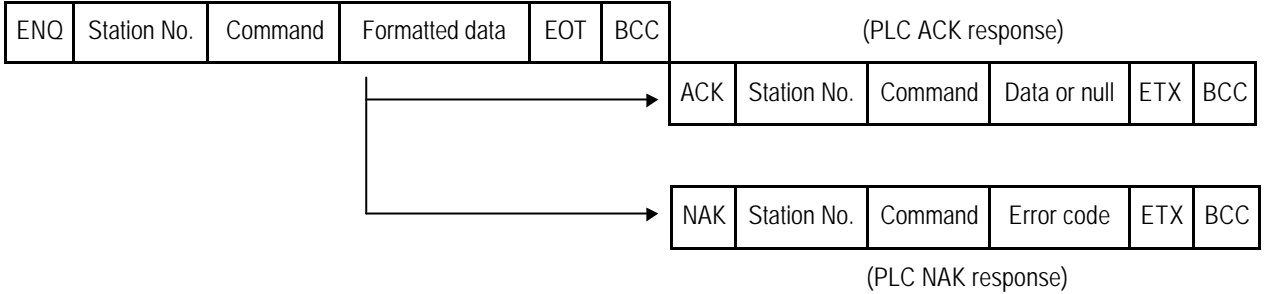 ENQ Station No. Command Formatted data EOT BCC
(PLC ACK response)
ACK Station No. Command Data or null ETX BCC
NAK Station No. Command Error code ETX BCC
(PLC NAK response)